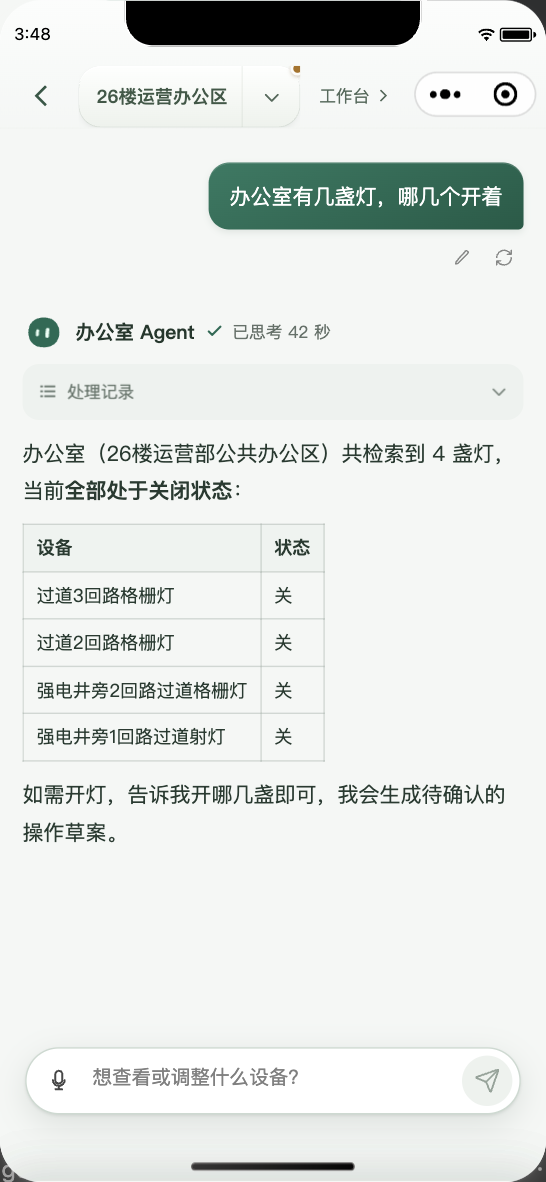 3:48
26楼运营办公区
工作台
办公室有几盏灯，哪几个开着
办公室 Agent
已思考 42 秒
处理记录
办公室（26楼运营部公共办公区）共检索到 4 盏灯，
当前全部处于关闭状态：
设备 状态
过道3回路格栅灯 关
过道2回路格栅灯 关
强电井旁2回路过道格栅灯 关
强电井旁1回路过道射灯 关
如需开灯，告诉我开哪几盏即可，我会生成待确认的
操作草案。
想查看或调整什么设备？